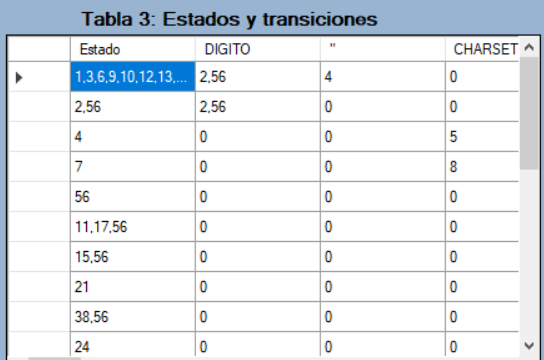 Tabla 3: Estados y transiciones
Estado DIGITO " CHARSET
1,3,6,9,10,12,13,... 2,56 4 0
2,56 2,56 0 0
4 0 0 5
7 0 0 8
56 0 0 0
11,17,56 0 0 0
15,56 0 0 0
21 0 0 0
38,56 0 0 0
24 0 0 0